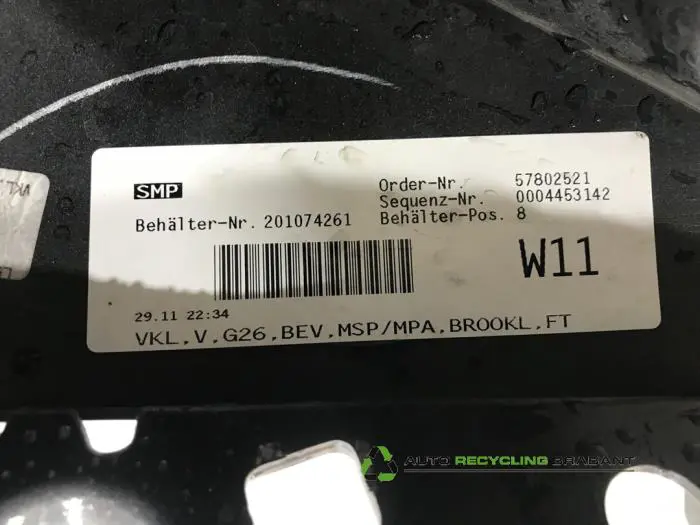 SMP
Order-Nr. 57802521
Sequenz-Nr. 0004453142
Behälter-Nr. 201074261 Behälter-Pos. 8
W11
29.11 22:34
VKL,V,G26,BEV,MSP/MPA,BROOKL,FT
AUTO RECYCLING BRABANT